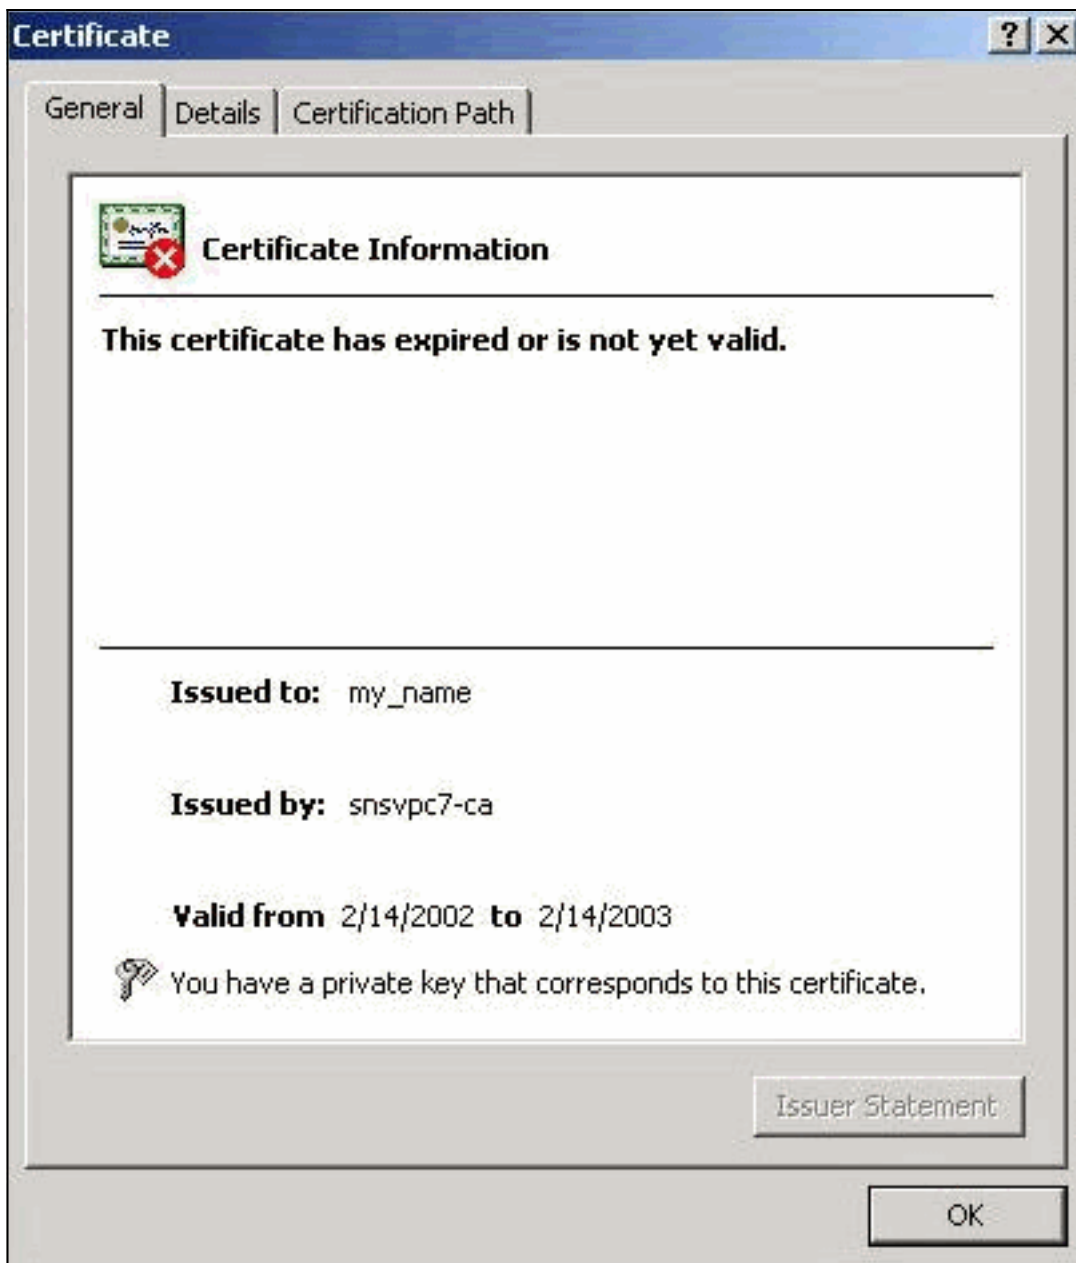 Certificate
General Details Certification Path
Certificate Information
This certificate has expired or is not yet valid.
Issued to: my_name
Issued by: snsvpc7-ca
Valid from 2/14/2002 to 2/14/2003
You have a private key that corresponds to this certificate.
Issuer Statement
OK